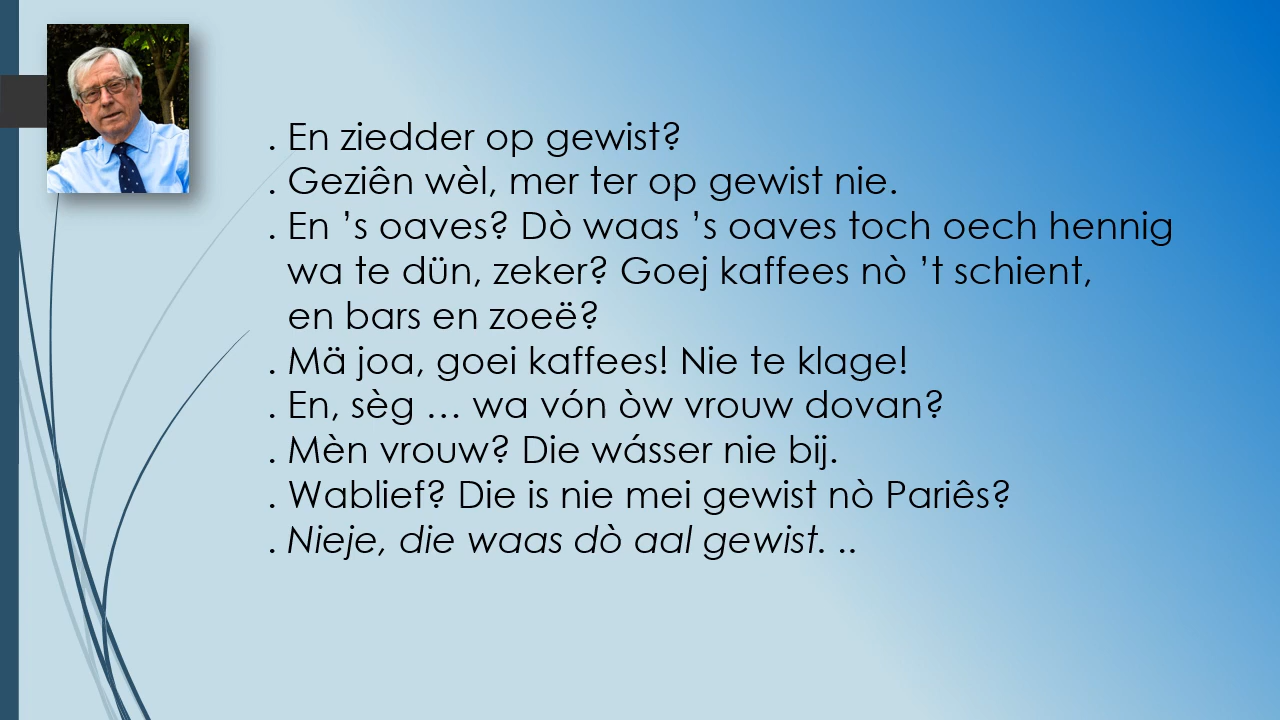 . En ziedder op gewist?
. Geziên wèl, mer ter op gewist nie.
. En ’s oaves? Dò waas ’s oaves toch oech hennig
wa te dün, zeker? Goej kaffees nò ’t schient,
en bars en zoeë?
. Mä joa, goei kaffees! Nie te klage!
. En, sèg … wa vón òw vrouw dovan?
. Mèn vrouw? Die wásser nie bij.
. Wablief? Die is nie mei gewist nò Pariês?
. Nieje, die waas dò aal gewist. ..